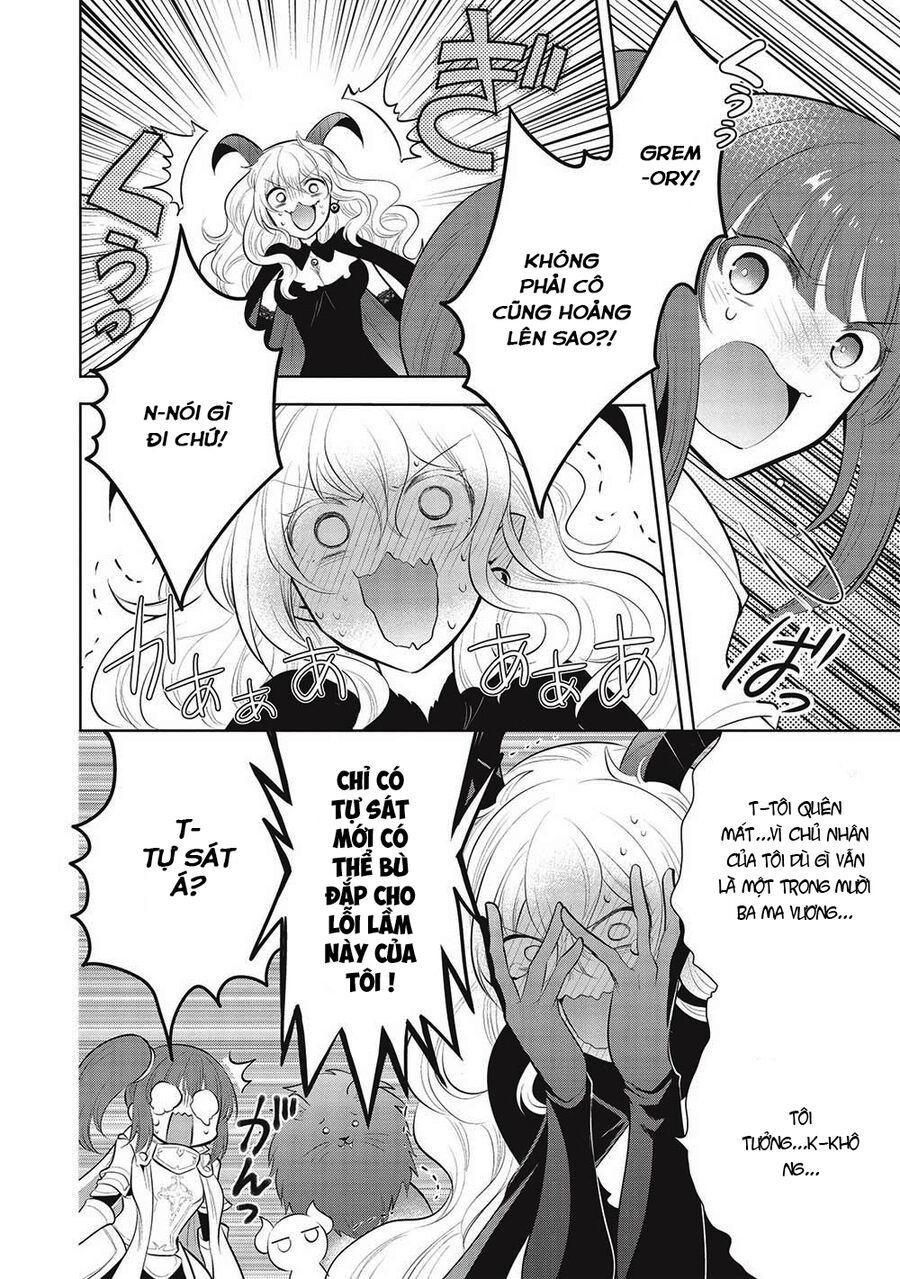 くぅぅ
GREM
-ORY!
KHÔNG
PHẢI CÔ
CŨNG HOẢNG
LÊN SAO?!
ぎ
くぅっ
ばっ
N-NÓI GÌ
ĐI CHỨ!
あぁぁぁ
あぁぁぁ
T-TÔI QUÊN
MẤT...VÌ CHỦ NHÂN
CỦA TÔI DÙ GÌ VẪN
LÀ MỘT TRONG MƯỜI
BA MA VƯƠNG...
TÔI
TƯỞNG...K-KHÔ
NG...
CHỈ CÓ
TỰ SÁT
MỚI CÓ
THỂ BÙ
ĐẮP CHO
LỖI LẦM
NÀY CỦA
TÔI !
T-
TỰ SÁT
Á?
がんっ